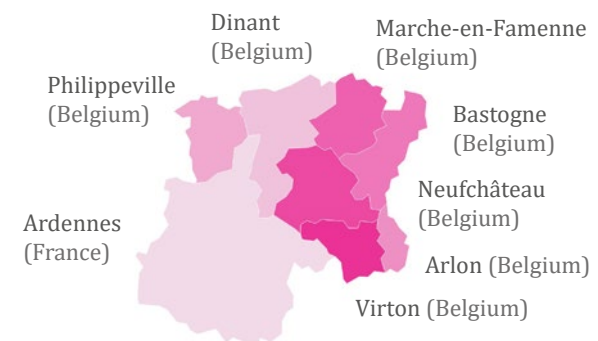 Dinant
(Belgium)
Marche-en-Famenne
(Belgium)
Philippeville
(Belgium)
Bastogne
(Belgium)
Neufchâteau
(Belgium)
Ardennes
(France)
Arlon (Belgium)
Virton (Belgium)